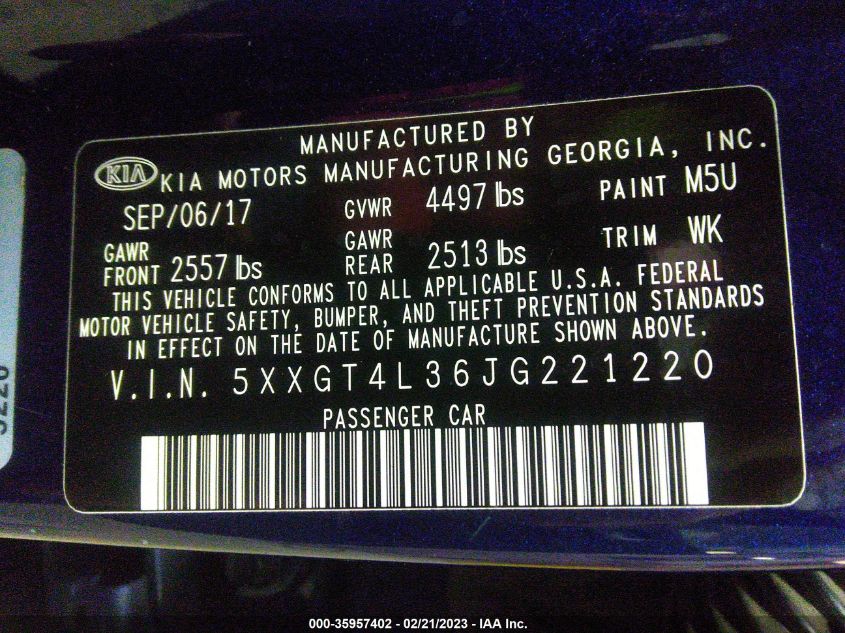 MANUFACTURED BY
KIA KIA MOTORS MANUFACTURING GEORGIA, INC.
SEP/06/17 GVWR 4497 lbs PAINT M5U
GAWR FRONT 2557 lbs GAWR REAR 2513 lbs TRIM WK
THIS VEHICLE CONFORMS TO ALL APPLICABLE U.S.A. FEDERAL
MOTOR VEHICLE SAFETY, BUMPER, AND THEFT PREVENTION STANDARDS
IN EFFECT ON THE DATE OF MANUFACTURE SHOWN ABOVE.
V.I.N. 5XXGT4L36JG221220
PASSENGER CAR
000-35957402 - 02/21/2023 - IAA Inc.